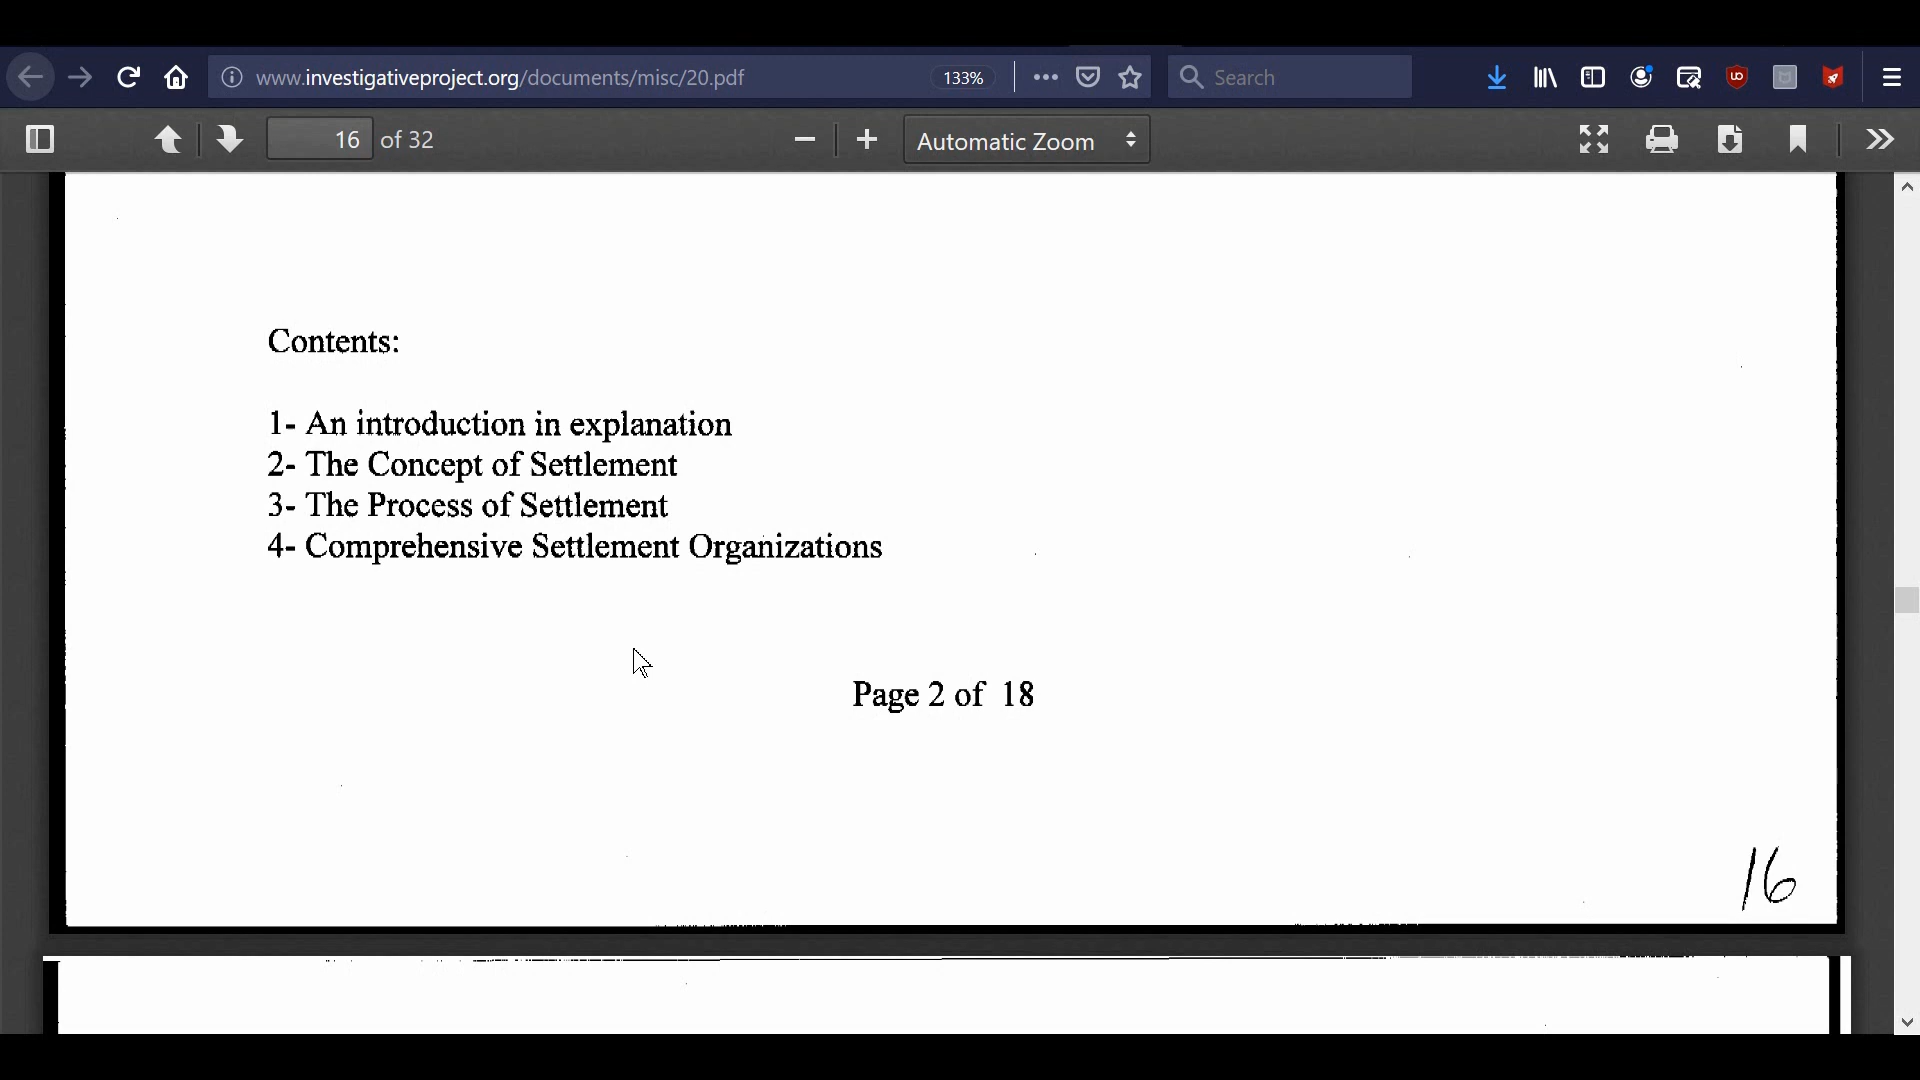 www.investigativeproject.org/documents/misc/20.pdf
133%
Search
16 of 32
Automatic Zoom
Contents:
1- An introduction in explanation
2- The Concept of Settlement
3- The Process of Settlement
4- Comprehensive Settlement Organizations
Page 2 of 18
16